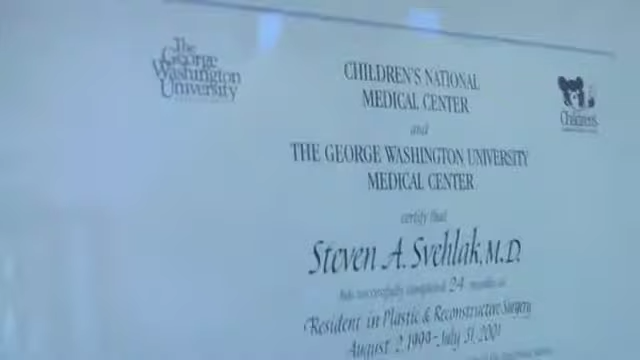 The
George
Washington
University
CHILDREN'S NATIONAL
MEDICAL CENTER
Children's
and
THE GEORGE WASHINGTON UNIVERSITY
MEDICAL CENTER
certify that
Steven A. Svehlak, M.D.
has successfully completed 24 months as
Resident in Plastic & Reconstructive Surgery
August 2, 1999 - July 31, 2001